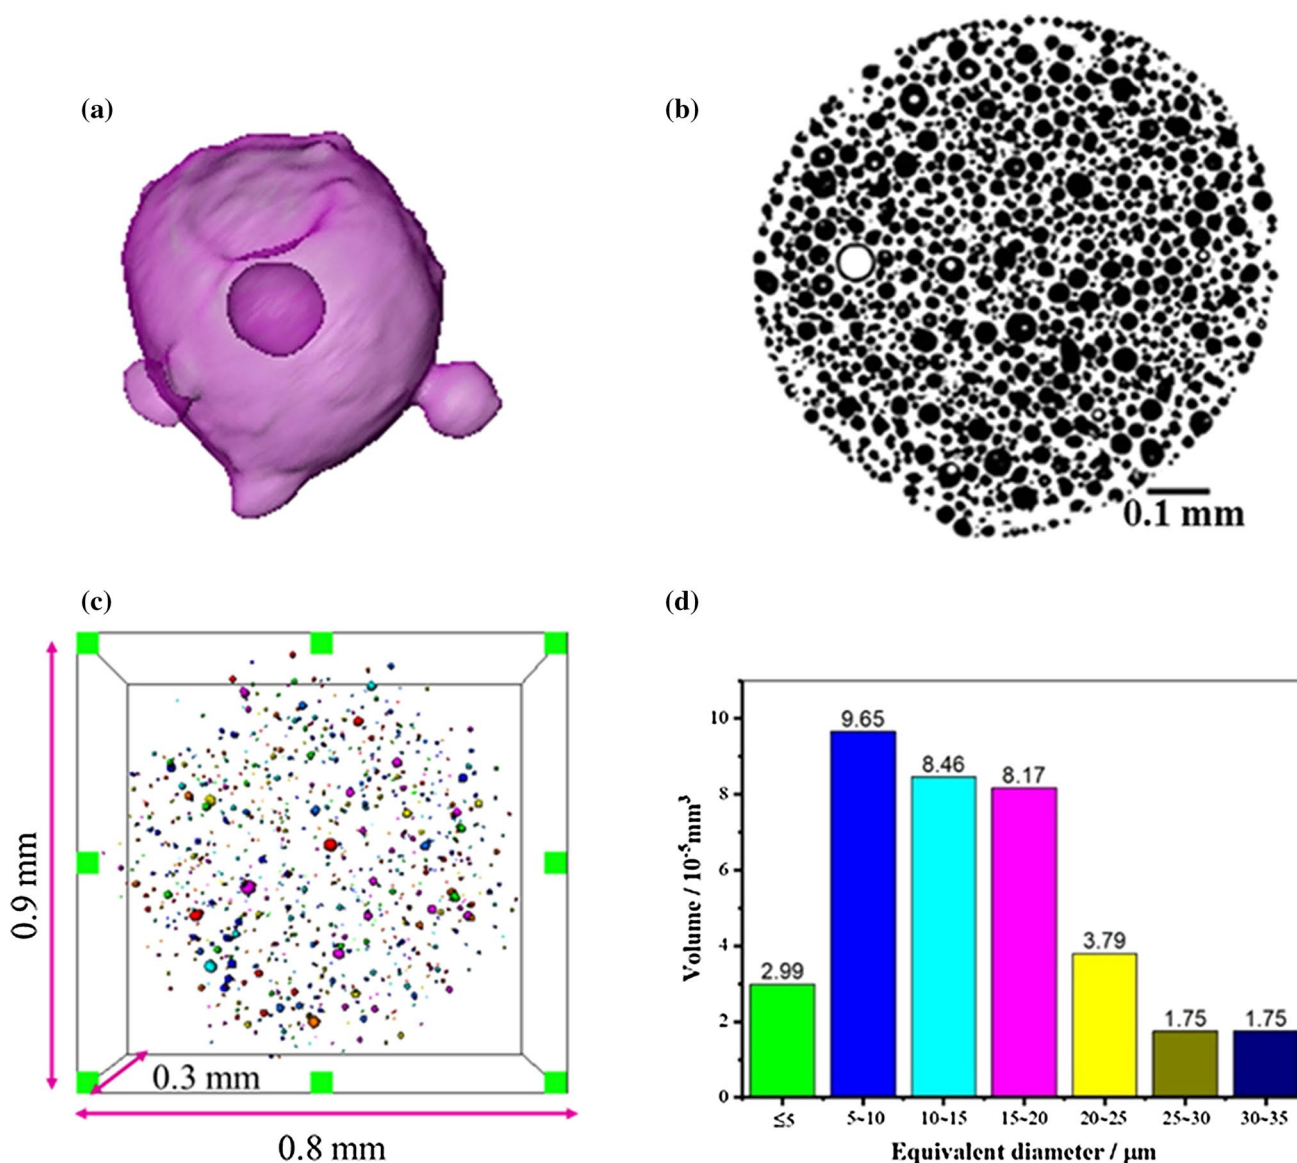 (a)
(b)
0.1 mm
(c)
0.9 mm
0.3 mm
0.8 mm
(d)
Volume / 10⁻⁵mm³
10
8
6
4
2
0
2.99
9.65
8.46
8.17
3.79
1.75
1.75
≤5
5~10
10~15
15~20
20~25
25~30
30~35
Equivalent diameter / μm